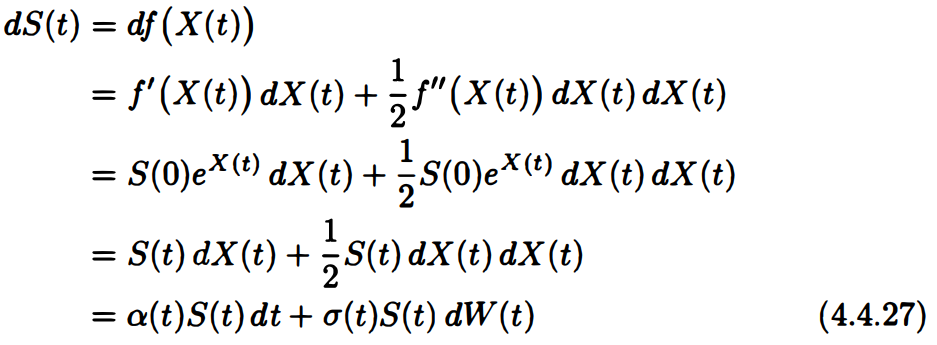 dS(t) = df(X(t))
= f′(X(t)) dX(t) + 1/2 f″(X(t)) dX(t) dX(t)
= S(0)e^{X(t)} dX(t) + 1/2 S(0)e^{X(t)} dX(t) dX(t)
= S(t) dX(t) + 1/2 S(t) dX(t) dX(t)
= α(t)S(t) dt + σ(t)S(t) dW(t) (4.4.27)